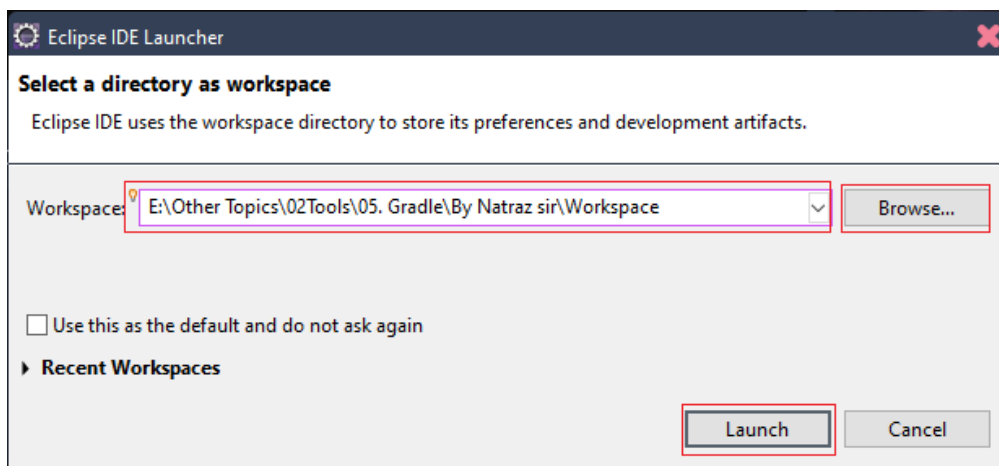 Eclipse IDE Launcher
Select a directory as workspace
Eclipse IDE uses the workspace directory to store its preferences and development artifacts.
Workspace: E:\Other Topics\02Tools\05. Gradle\By Natraz sir\Workspace Browse...
Use this as the default and do not ask again
Recent Workspaces
Launch Cancel